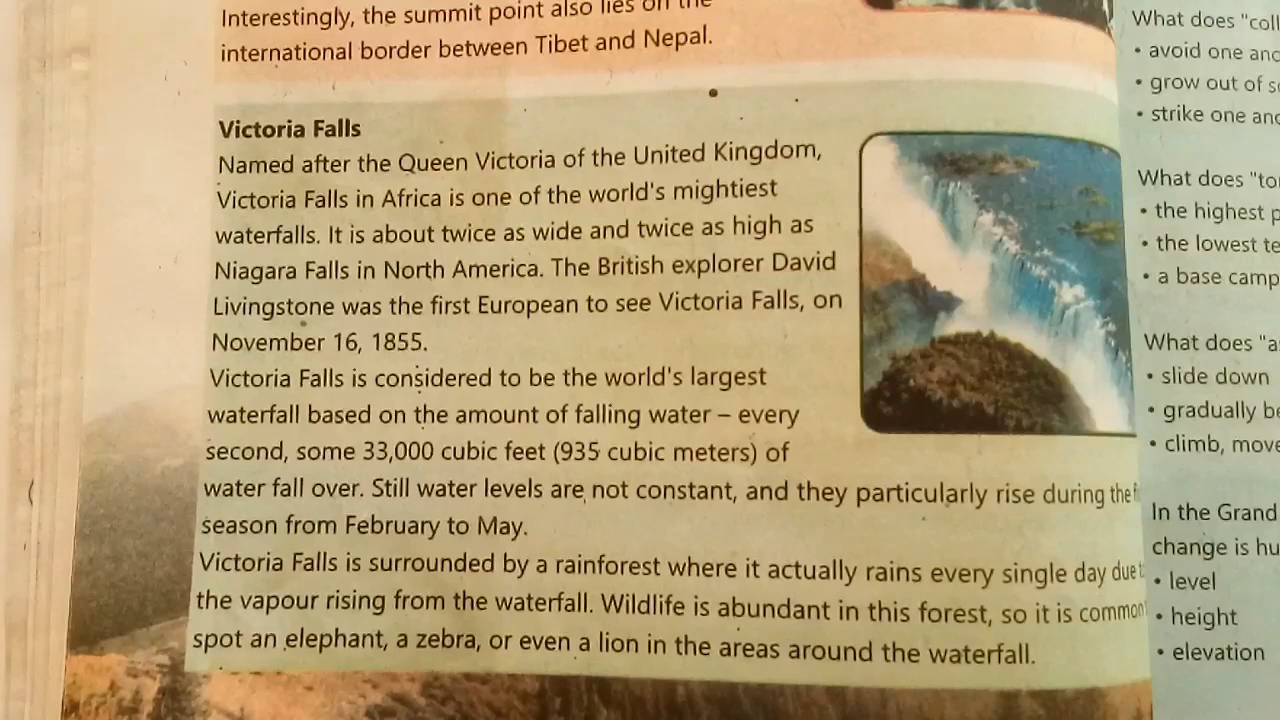 Interestingly, the summit point also lies on the
international border between Tibet and Nepal.
Victoria Falls
Named after the Queen Victoria of the United Kingdom,
Victoria Falls in Africa is one of the world's mightiest
waterfalls. It is about twice as wide and twice as high as
Niagara Falls in North America. The British explorer David
Livingstone was the first European to see Victoria Falls, on
November 16, 1855.
Victoria Falls is considered to be the world's largest
waterfall based on the amount of falling water – every
second, some 33,000 cubic feet (935 cubic meters) of
water fall over. Still water levels are not constant, and they particularly rise during the
season from February to May.
Victoria Falls is surrounded by a rainforest where it actually rains every single day due
the vapour rising from the waterfall. Wildlife is abundant in this forest, so it is common
spot an elephant, a zebra, or even a lion in the areas around the waterfall.
What does "coll
• avoid one and
• grow out of
• strike one and
What does "to
• the highest
• the lowest te
• a base camp
What does "a
• slide down
• gradually be
• climb, move
In the Grand
change is hu
• level
• height
• elevation